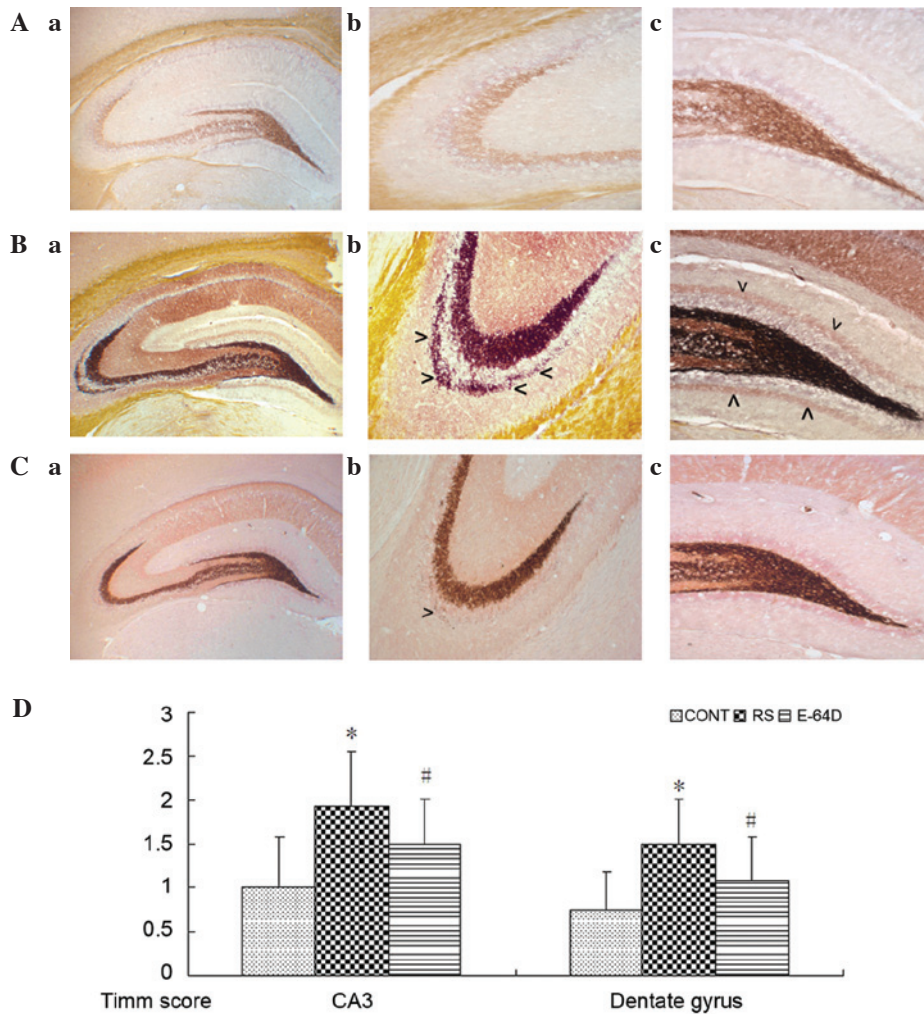 A a b c
B a b c
C a b c
D
3
2.5
2
1.5
1
0.5
0
CONT RS E-64D
* # * #
Timm score CA3 Dentate gyrus